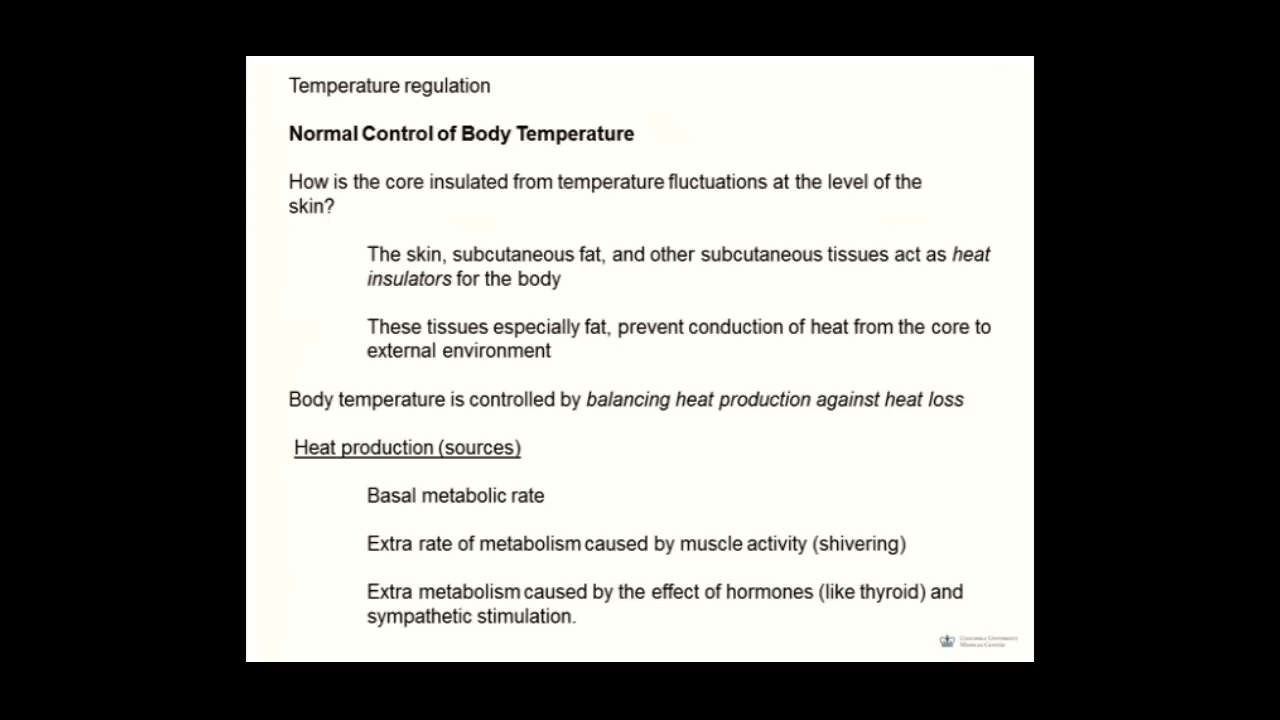 Temperature regulation
Normal Control of Body Temperature
How is the core insulated from temperature fluctuations at the level of the
skin?
The skin, subcutaneous fat, and other subcutaneous tissues act as heat
insulators for the body
These tissues especially fat, prevent conduction of heat from the core to
external environment
Body temperature is controlled by balancing heat production against heat loss
Heat production (sources)
Basal metabolic rate
Extra rate of metabolism caused by muscle activity (shivering)
Extra metabolism caused by the effect of hormones (like thyroid) and
sympathetic stimulation.
Columbia University
Medical Center